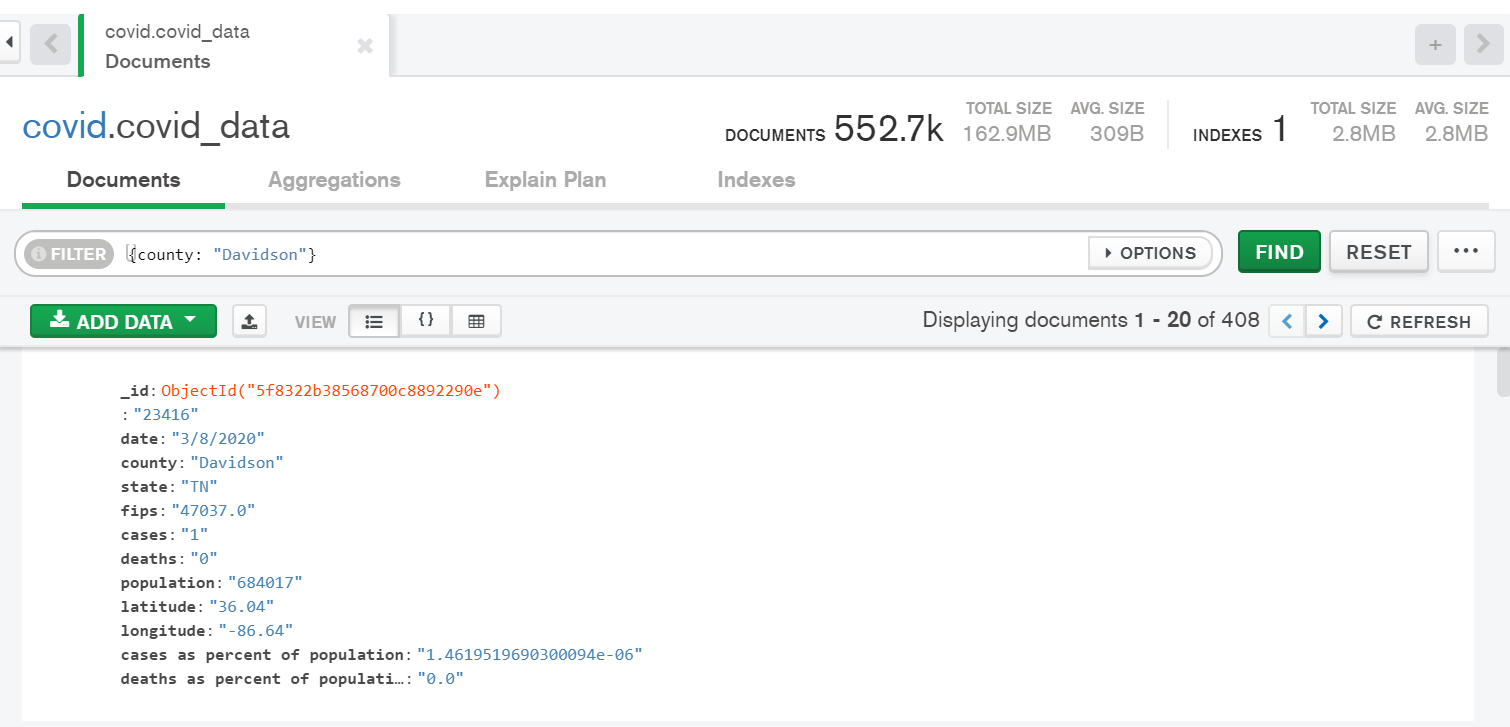 covid.covid_data
Documents
covid.covid_data
DOCUMENTS 552.7k TOTAL SIZE 162.9MB AVG. SIZE 309B INDEXES 1 TOTAL SIZE 2.8MB AVG. SIZE 2.8MB
Documents Aggregations Explain Plan Indexes
FILTER {county: "Davidson"} OPTIONS FIND RESET ···
ADD DATA VIEW {} Displaying documents 1 - 20 of 408 REFRESH
_id: ObjectId("5f8322b38568700c8892290e")
: "23416"
date: "3/8/2020"
county: "Davidson"
state: "TN"
fips: "47037.0"
cases: "1"
deaths: "0"
population: "684017"
latitude: "36.04"
longitude: "-86.64"
cases as percent of population: "1.4619519690300094e-06"
deaths as percent of populati…: "0.0"